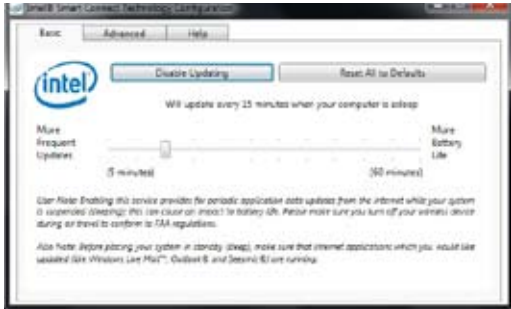 Intel® Smart Connect Technology Configuration
Basic Advanced Help
intel Disable Updating Reset All to Defaults
Will update every 15 minutes when your computer is asleep
More Frequent Updates
More Battery Life
(5 minutes) (60 minutes)
User Note: Enabling this service provides for periodic application data updates from the internet while your system
is suspended (sleeping); this can cause an impact to battery life. Please make sure you turn off your wireless device
during air travel to conform to FAA regulations.
Also Note: Before placing your system in standby (sleep), make sure that internet applications which you would like
updated (like Windows Live Mail™, Outlook® and Seesmic®) are running.